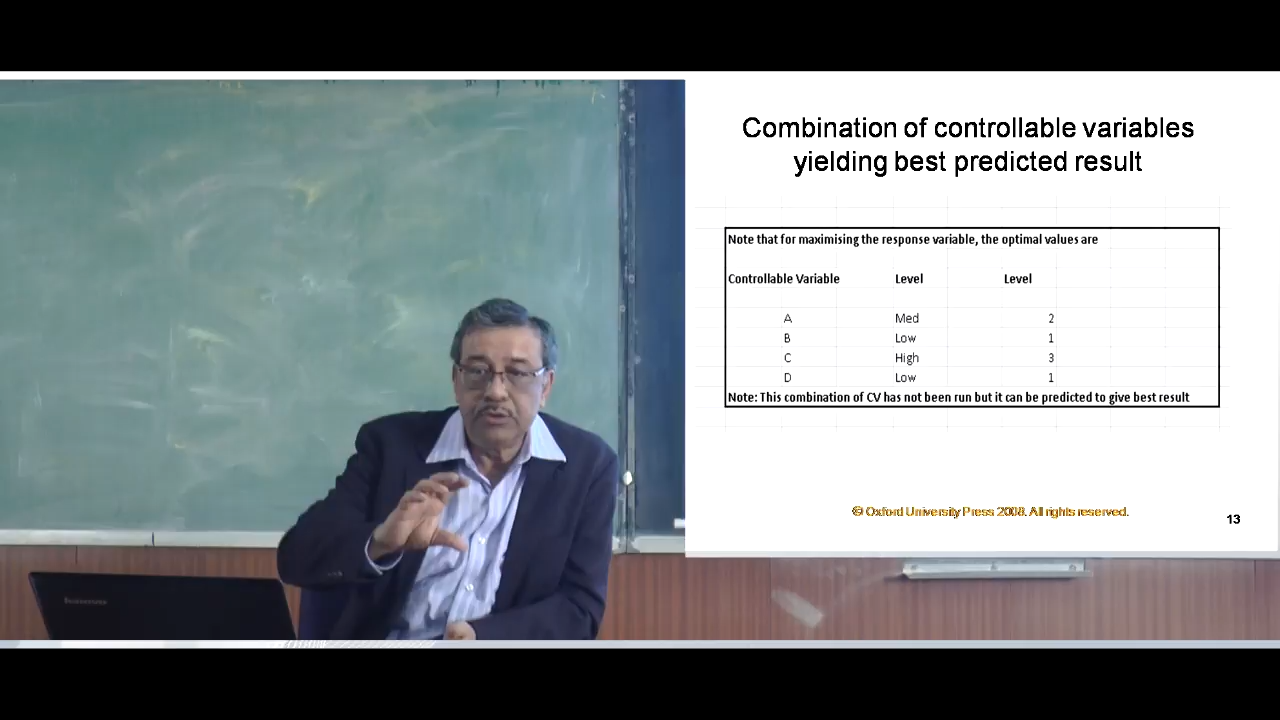 Combination of controllable variables
yielding best predicted result
Note that for maximising the response variable, the optimal values are
Controllable Variable Level Level
A Med 2
B Low 1
C High 3
D Low 1
Note: This combination of CV has not been run but it can be predicted to give best result
© Oxford University Press 2008. All rights reserved.
13
lenovo